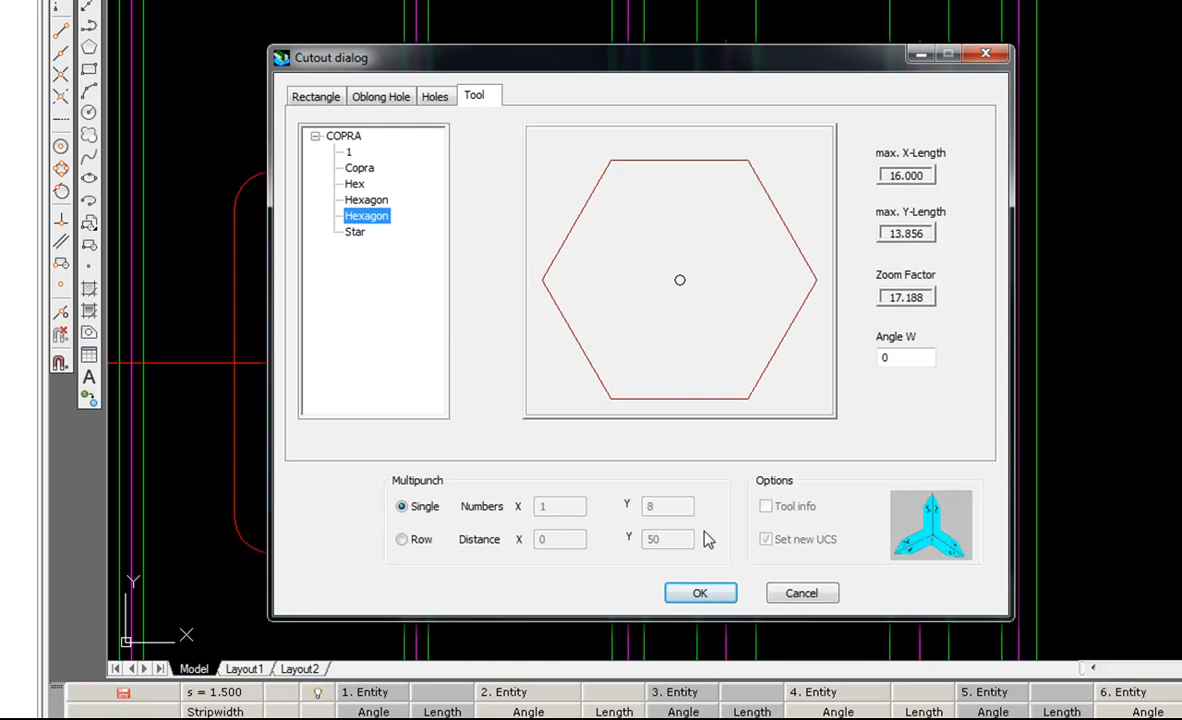 Cutout dialog
Rectangle Oblong Hole Holes Tool
COPRA
1
Copra
Hex
Hexagon
Hexagon
Star
max. X-Length
16.000
max. Y-Length
13.856
Zoom Factor
17.188
Angle W
0
Multipunch
Single Numbers X 1 Y 8
Row Distance X 0 Y 50
Options
Tool info
Set new UCS
OK Cancel
Y
X
A
Model Layout1 Layout2
s = 1.500 1. Entity 2. Entity 3. Entity 4. Entity 5. Entity 6. Entity
Stripwidth Angle Length Angle Length Angle Length Angle Length Angle Length Angle